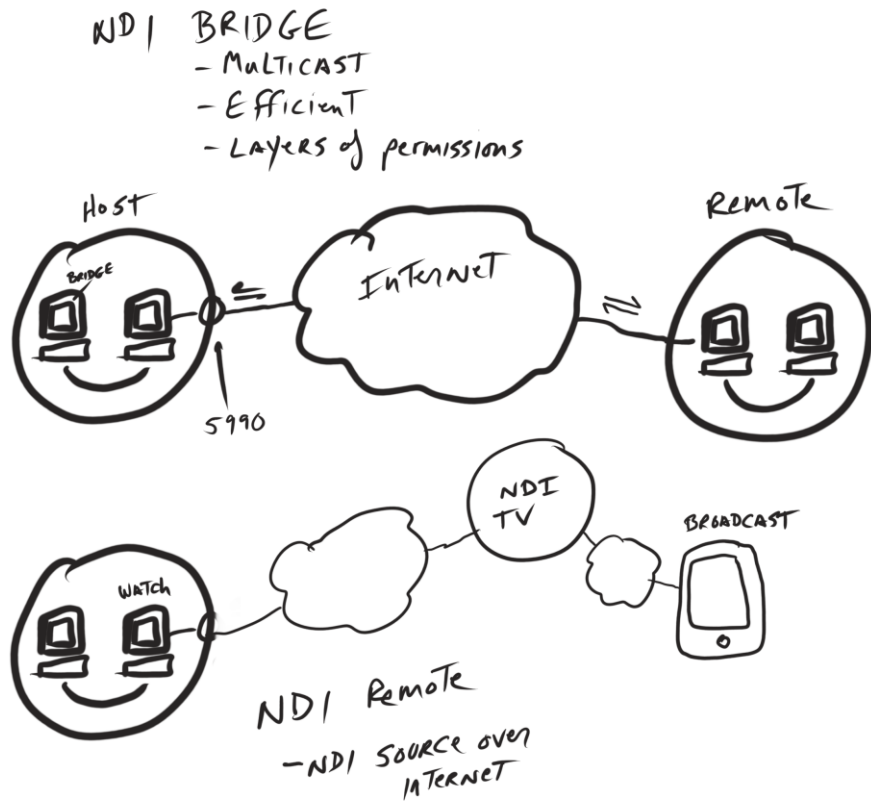 NDI BRIDGE
- MULTICAST
- EfficienT
- LAYERS of permissions
HOST
Remote
BRIDGE
InTerneT
5990
NDI
TV
BROADCAST
WATCh
NDI Remote
- NDI SOURCE over
InTERNET